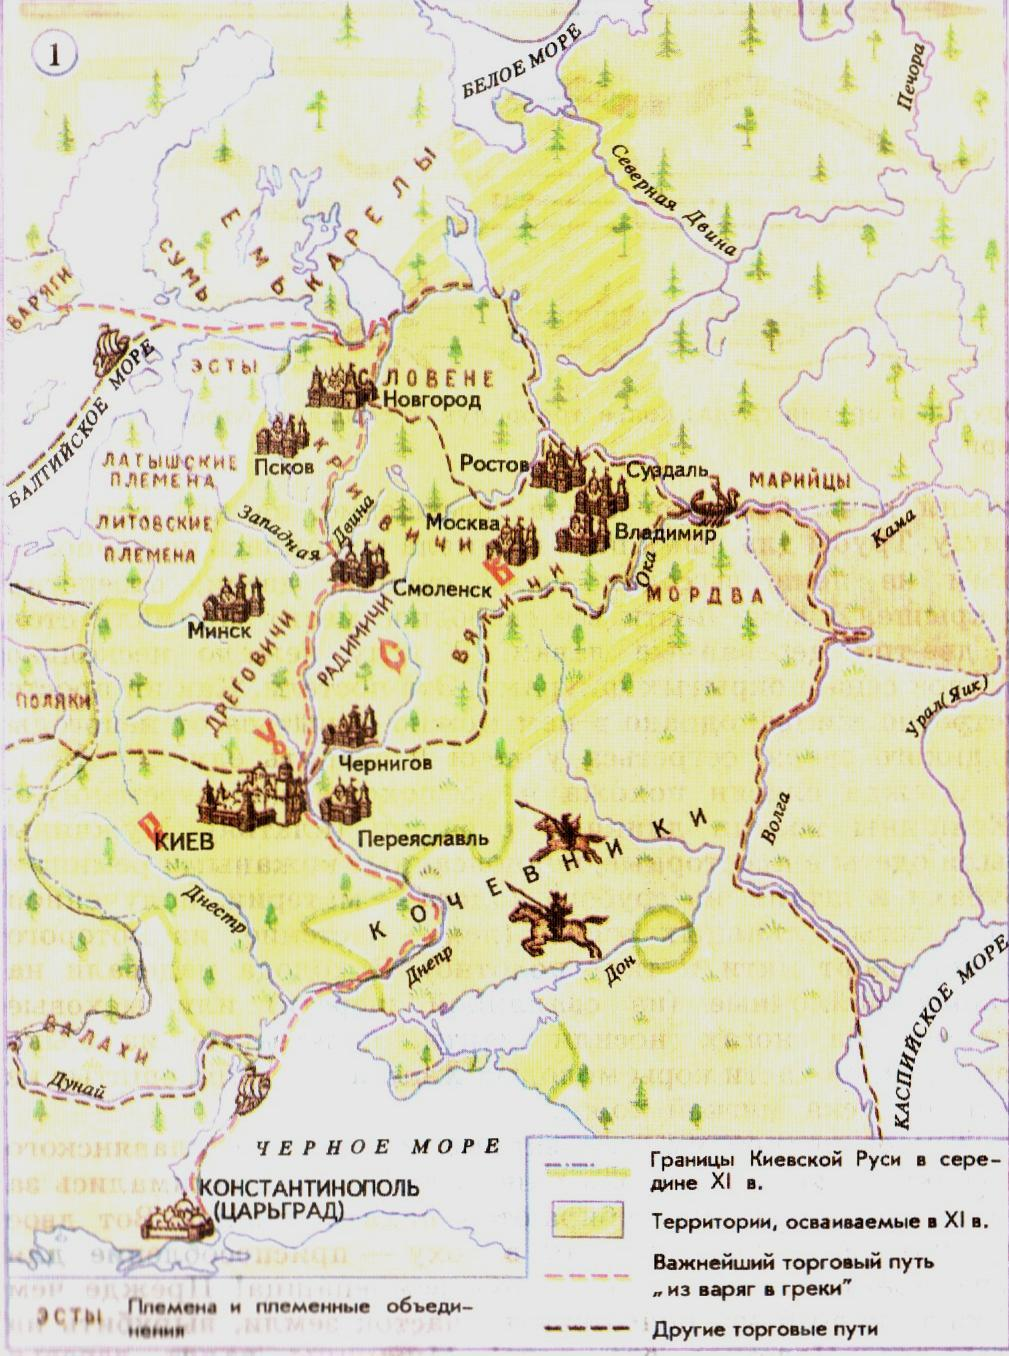 1
БЕЛОЕ МОРЕ
Печора
Северная Двина
КАРЕЛЫ
ЕМЬ
СУМЬ
ВАРЯГИ
БАЛТИЙСКОЕ МОРЕ
ЭСТЫ
СЛОВЕНЕ
Новгород
Псков
КРИВИЧИ
ЛАТЫШСКИЕ
ПЛЕМЕНА
ЛИТОВСКИЕ
ПЛЕМЕНА
Западная Двина
Ростов
Суздаль
МАРИЙЦЫ
Москва
Владимир
Кама
Ока
Смоленск
МОРДВА
Минск
ДРЕГОВИЧИ
РАДИМИЧИ
ВЯТИЧИ
РУСЬ
ПОЛЯКИ
Урал (Яик)
Чернигов
КИЕВ
Переяславль
Волга
КОЧЕВНИКИ
Днестр
Днепр
Дон
ВАЛАХИ
Дунай
КАСПИЙСКОЕ МОРЕ
ЧЕРНОЕ МОРЕ
КОНСТАНТИНОПОЛЬ
(ЦАРЬГРАД)
Границы Киевской Руси в сере-
дине XI в.
Территории, осваиваемые в XI в.
Важнейший торговый путь
„из варяг в греки”
Другие торговые пути
ЭСТЫ Племена и племенные объеди-
нения